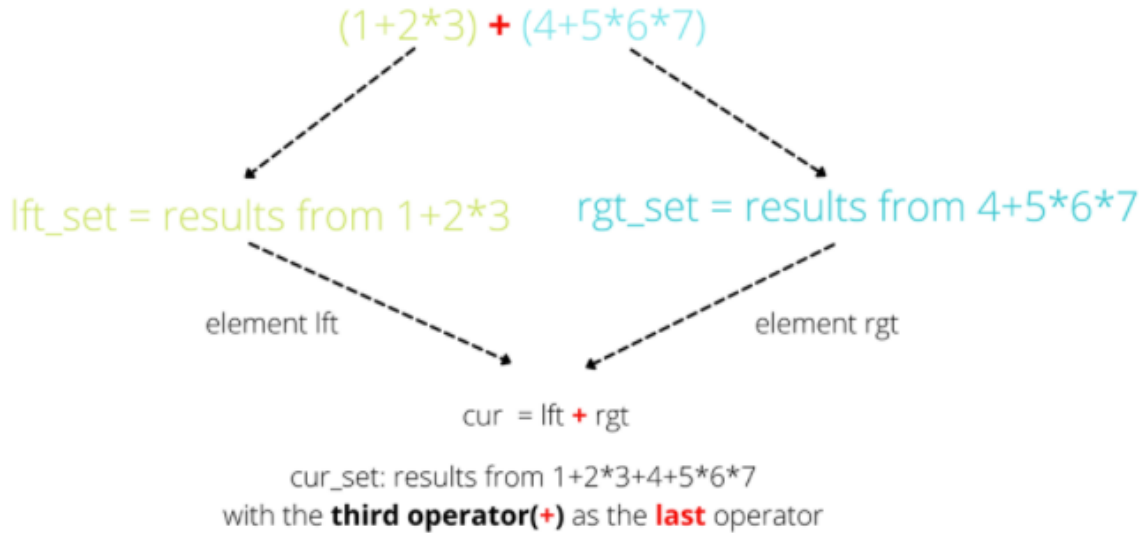 (1+2*3) + (4+5*6*7)
lft_set = results from 1+2*3
rgt_set = results from 4+5*6*7
element lft
element rgt
cur = lft + rgt
cur_set: results from 1+2*3+4+5*6*7
with the third operator(+) as the last operator